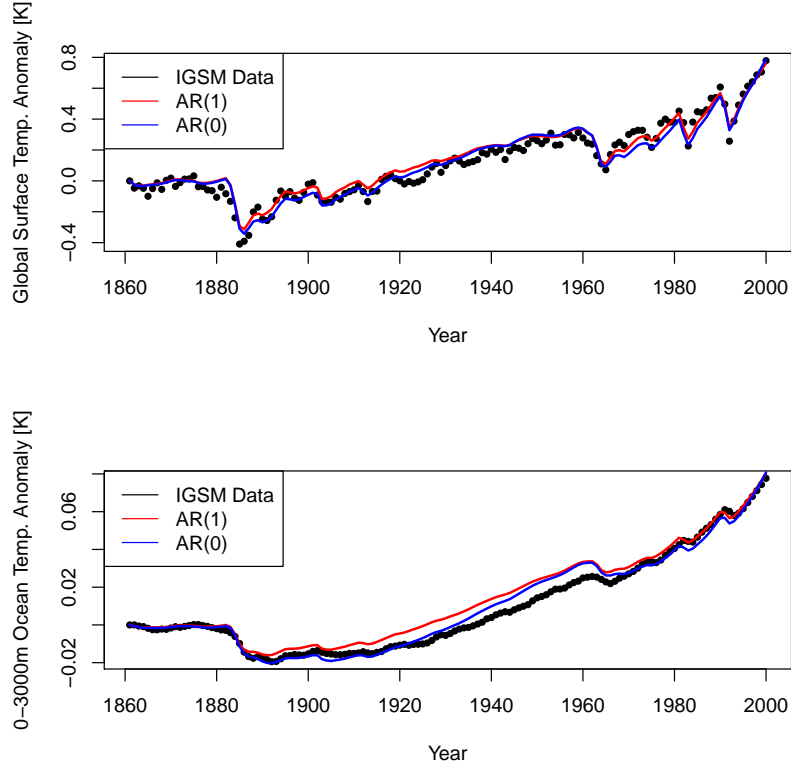 Global Surface Temp. Anomaly [K]
0.8
0.4
0.0
−0.4
IGSM Data
AR(1)
AR(0)
1860 1880 1900 1920 1940 1960 1980 2000
Year
0−3000m Ocean Temp. Anomaly [K]
0.06
0.02
−0.02
IGSM Data
AR(1)
AR(0)
1860 1880 1900 1920 1940 1960 1980 2000
Year